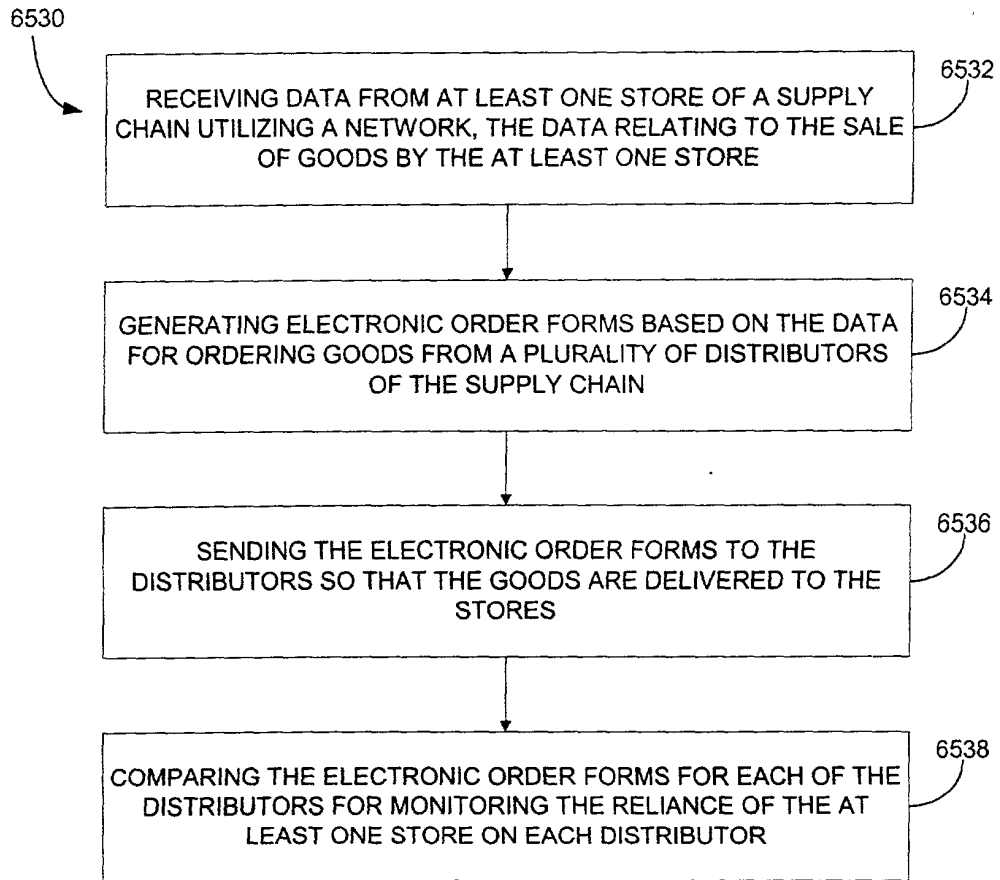 6530
6532
RECEIVING DATA FROM AT LEAST ONE STORE OF A SUPPLY
CHAIN UTILIZING A NETWORK, THE DATA RELATING TO THE SALE
OF GOODS BY THE AT LEAST ONE STORE
6534
GENERATING ELECTRONIC ORDER FORMS BASED ON THE DATA
FOR ORDERING GOODS FROM A PLURALITY OF DISTRIBUTORS
OF THE SUPPLY CHAIN
6536
SENDING THE ELECTRONIC ORDER FORMS TO THE
DISTRIBUTORS SO THAT THE GOODS ARE DELIVERED TO THE
STORES
6538
COMPARING THE ELECTRONIC ORDER FORMS FOR EACH OF THE
DISTRIBUTORS FOR MONITORING THE RELIANCE OF THE AT
LEAST ONE STORE ON EACH DISTRIBUTOR